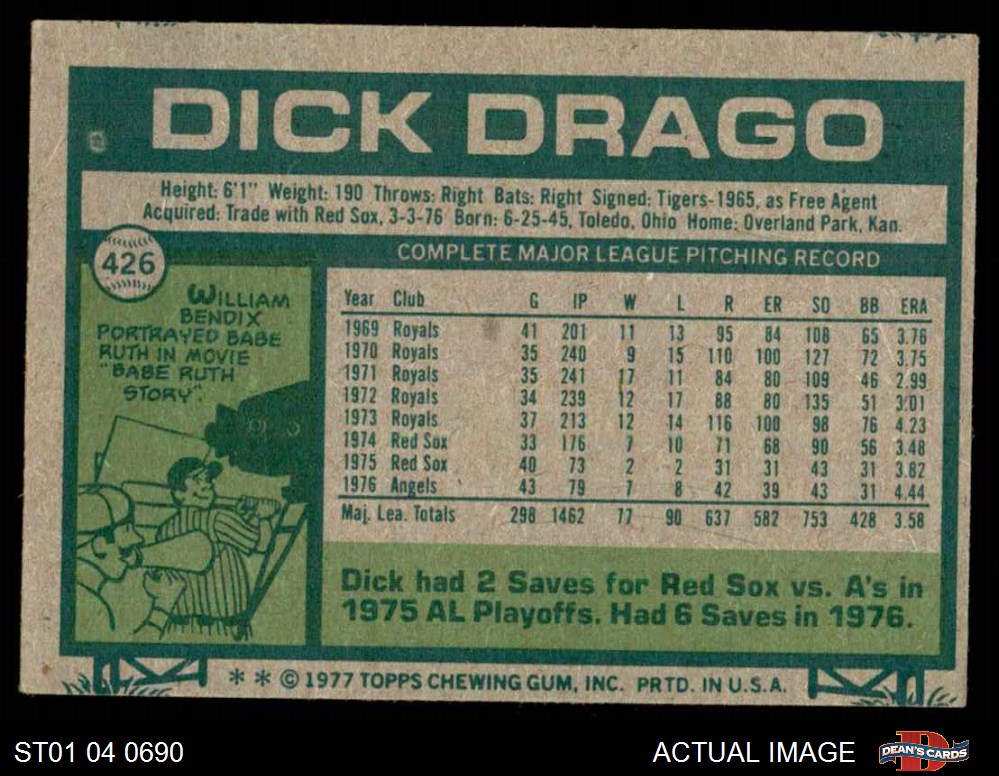 DICK DRAGO
Height: 6'1" Weight: 190 Throws: Right Bats: Right Signed: Tigers-1965, as Free Agent
Acquired: Trade with Red Sox, 3-3-76 Born: 6-25-45, Toledo, Ohio Home: Overland Park, Kan.
426
COMPLETE MAJOR LEAGUE PITCHING RECORD
WILLIAM
BENDIX
PORTRAYED BABE
RUTH IN MOVIE
"BABE RUTH
STORY".
Year Club G IP W L R ER SO BB ERA
1969 Royals 41 201 11 13 95 84 108 65 3.76
1970 Royals 35 240 9 15 110 100 127 72 3.75
1971 Royals 35 241 17 11 84 80 109 46 2.99
1972 Royals 34 239 12 17 88 80 135 51 3.01
1973 Royals 37 213 12 14 116 100 98 76 4.23
1974 Red Sox 33 176 7 10 71 68 90 56 3.48
1975 Red Sox 40 73 2 2 31 31 43 31 3.82
1976 Angels 43 79 7 8 42 39 43 31 4.44
Maj. Lea. Totals 298 1462 77 90 637 582 753 428 3.58
Dick had 2 Saves for Red Sox vs. A's in
1975 AL Playoffs. Had 6 Saves in 1976.
* * © 1977 TOPPS CHEWING GUM, INC. PRTD. IN U.S.A.
ST01 04 0690
ACTUAL IMAGE
D
DEAN'S CARDS